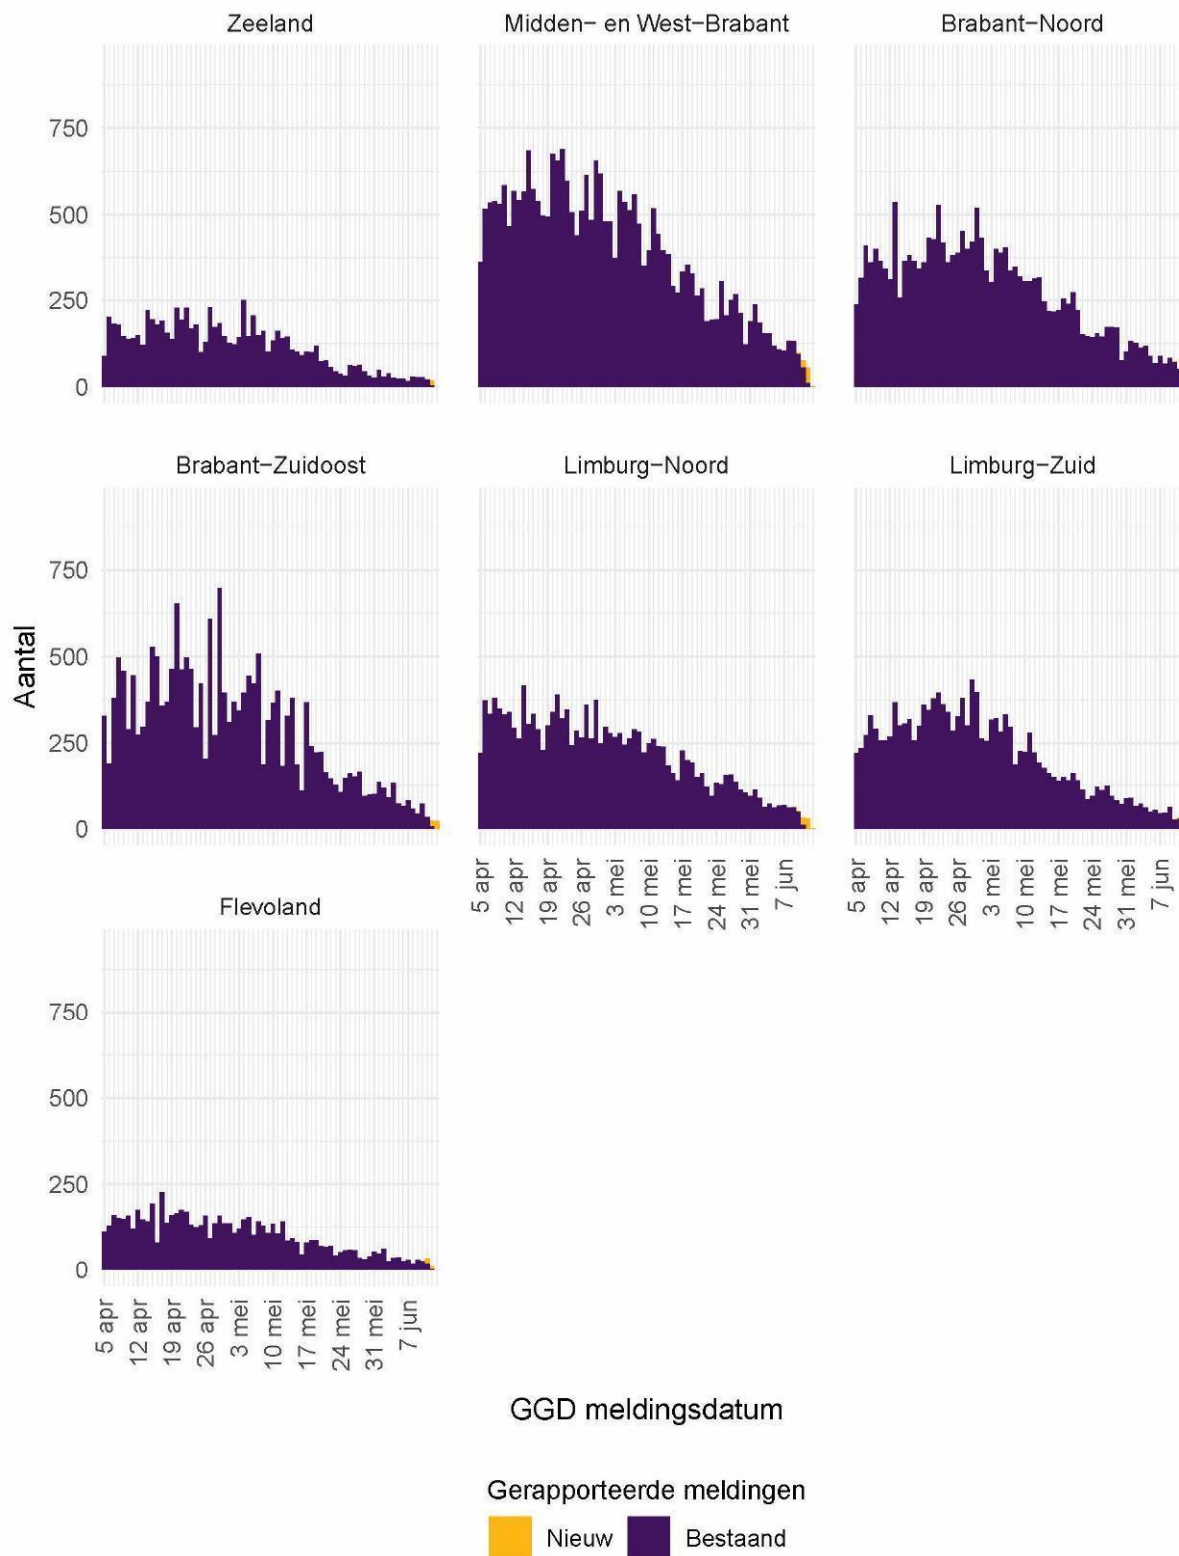 Zeeland
Midden- en West-Brabant
Brabant-Noord
750
500
250
0
Brabant-Zuidoost
Limburg-Noord
Limburg-Zuid
Aantal
750
500
250
0
5 apr
12 apr
19 apr
26 apr
3 mei
10 mei
17 mei
24 mei
31 mei
7 jun
5 apr
12 apr
19 apr
26 apr
3 mei
10 mei
17 mei
24 mei
31 mei
7 jun
Flevoland
750
500
250
0
5 apr
12 apr
19 apr
26 apr
3 mei
10 mei
17 mei
24 mei
31 mei
7 jun
GGD meldingsdatum
Gerapporteerde meldingen
Nieuw
Bestaand